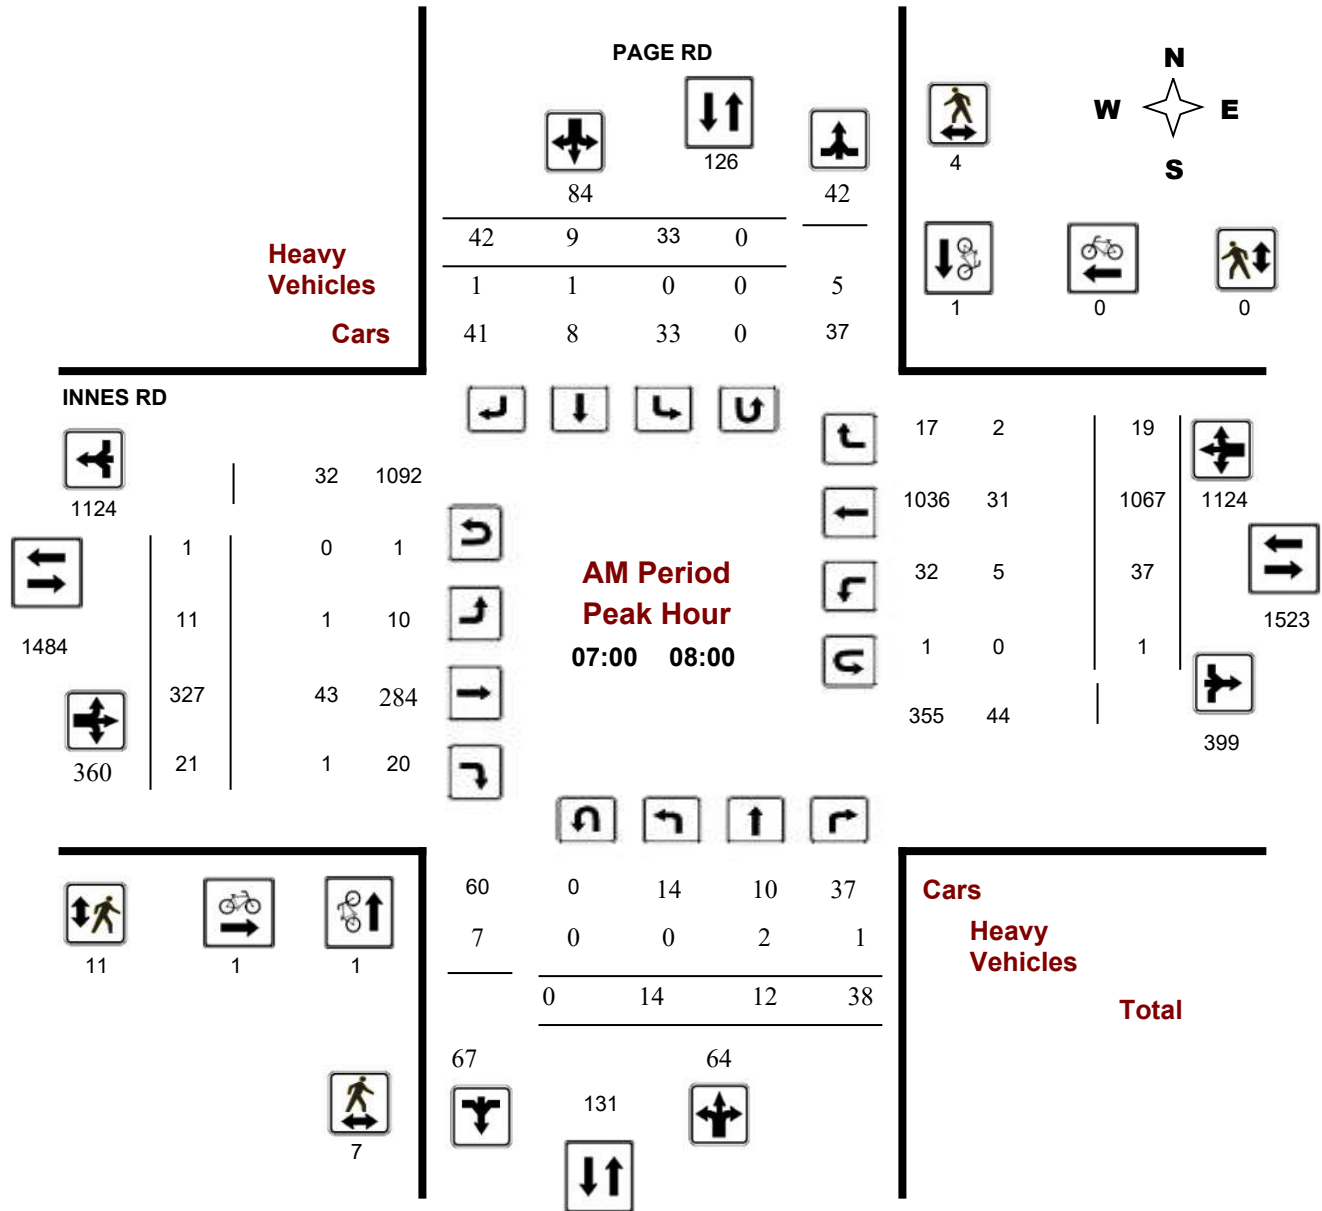 PAGE RD
N
W E
S
126
84
42
4
42 9 33 0
Heavy
Vehicles
1 1 0 0 5
Cars
41 8 33 0 37
1 0 0
INNES RD
1124
32 1092
17 2 19
1036 31 1067 1124
1 0 1
AM Period
Peak Hour
07:00 08:00
32 5 37
1523
11 1 10
1484
1 0 1
327 43 284
355 44
399
360
21 1 20
60 0 14 10 37
Cars
7 0 0 2 1
Heavy
Vehicles
11 1 1
0 14 12 38
Total
67 64
131
7